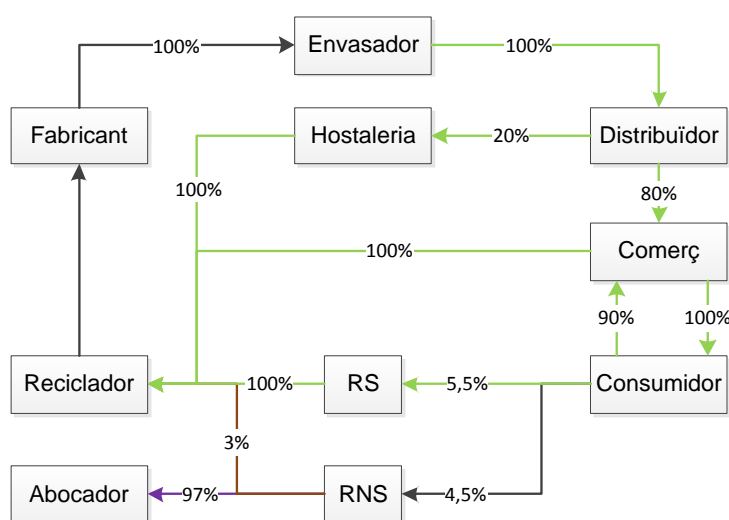 100%
Envasador
100%
Fabricant
Hostaleria
20%
Distribuïdor
100%
80%
100%
Comerç
90%
100%
Reciclador
100%
RS
5,5%
Consumidor
3%
Abocador
97%
RNS
4,5%